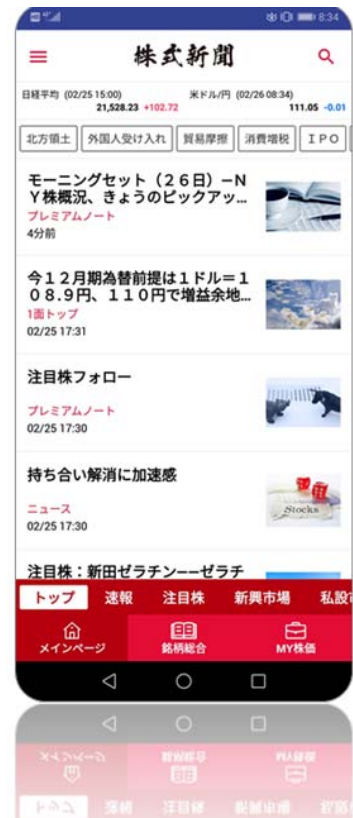 8:34
株式新聞
日経平均 (02/25 15:00) 米ドル/円 (02/26 08:34)
21,528.23 +102.72 111.05 -0.01
北方領土 外国人受け入れ 貿易摩擦 消費増税 IPO
モーニングセット(26日)ーN
Y株概況、きょうのピックアッ...
プレミアムノート
4分前
今12月期為替前提は1ドル=1
08.9円、110円で増益余地...
1面トップ
02/25 17:31
注目株フォロー
プレミアムノート
02/25 17:30
持ち合い解消に加速感
ニュース
02/25 17:30
Stocks
注目株:新田ゼラチンーーゼラチ
トップ 速報 注目株 新興市場 私設
メインページ 銘柄総合 MY株価